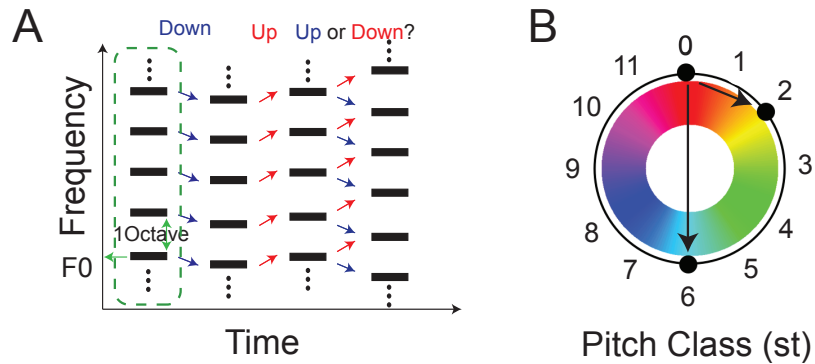 A
Down
Up
Up or Down?
Frequency
1Octave
F0
Time
B
0
1
2
3
4
5
6
7
8
9
10
11
Pitch Class (st)